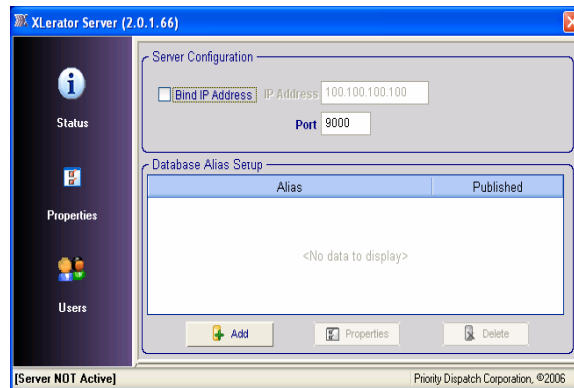 XLerator Server (2.0.1.66)
Status
Properties
Users
Server Configuration
Bind IP Address IP Address 100.100.100.100
Port 9000
Database Alias Setup
Alias Published
<No data to display>
Add Properties Delete
[Server NOT Active] Priority Dispatch Corporation, ©2006